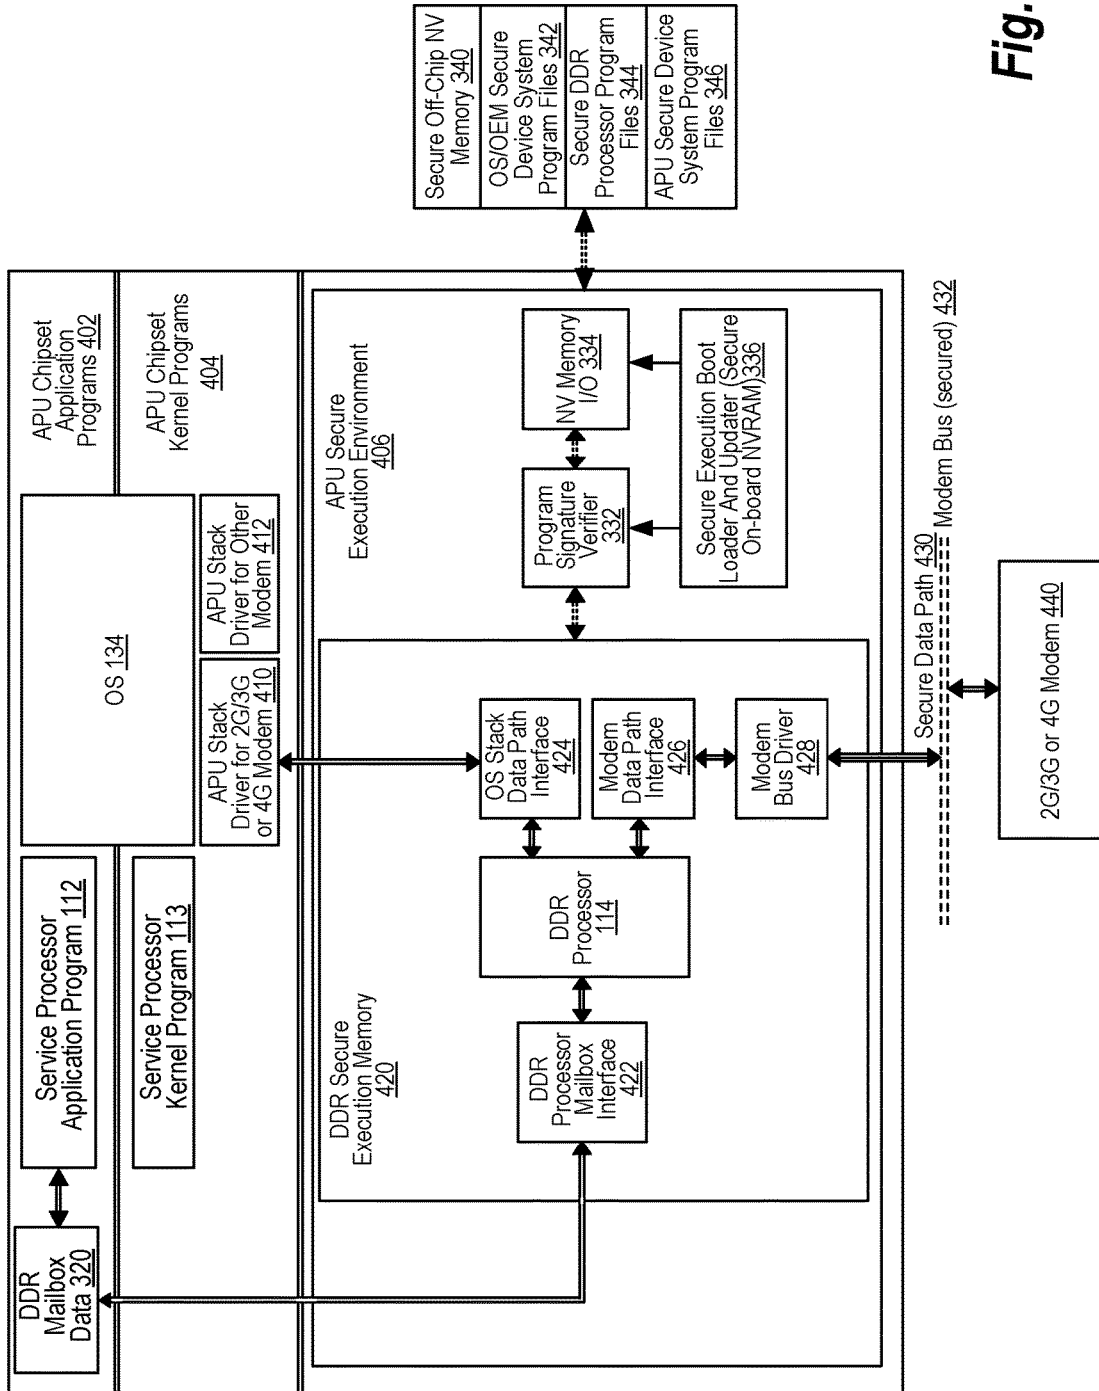 DDR
Mailbox
Data 320
Service Processor
Application Program 112
Service Processor
Kernel Program 113
OS 134
APU Stack
Driver for 2G/3G
or 4G Modem 410
APU Stack
Driver for Other
Modem 412
APU Chipset
Application
Programs 402
APU Chipset
Kernel Programs
404
DDR Secure
Execution Memory
420
DDR
Processor
Mailbox
Interface
422
DDR
Processor
114
OS Stack
Data Path
Interface
424
Modem
Data Path
Interface
426
Modem
Bus Driver
428
APU Secure
Execution Environment
406
Program
Signature
Verifier
332
NV Memory
I/O 334
Secure Execution Boot
Loader And Updater (Secure
On-board NVRAM)336
Secure Off-Chip NV
Memory 340
OS/OEM Secure
Device System
Program Files 342
Secure DDR
Processor Program
Files 344
APU Secure Device
System Program
Files 346
Secure Data Path 430
Modem Bus (secured) 432
2G/3G or 4G Modem 440
Fig.